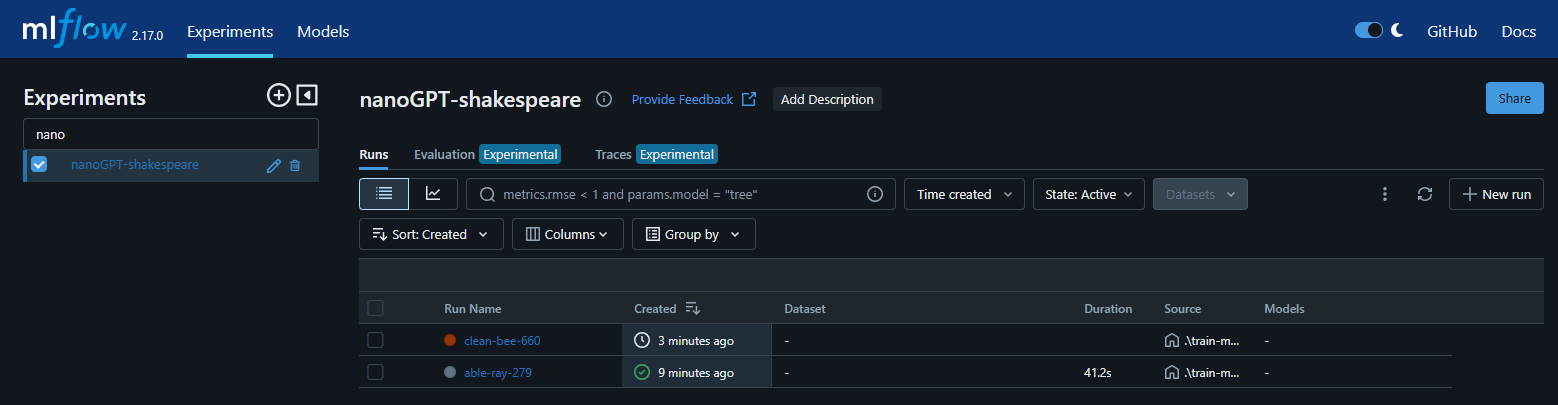 mlflow 2.17.0 Experiments Models GitHub Docs
Experiments
nano
nanoGPT-shakespeare
nanoGPT-shakespeare Provide Feedback Add Description Share
Runs Evaluation Experimental Traces Experimental
metrics.rmse < 1 and params.model = "tree" Time created State: Active Datasets New run
Sort: Created Columns Group by
Run Name Created Dataset Duration Source Models
clean-bee-660 3 minutes ago - .\train-m... -
able-ray-279 9 minutes ago - 41.2s .\train-m... -